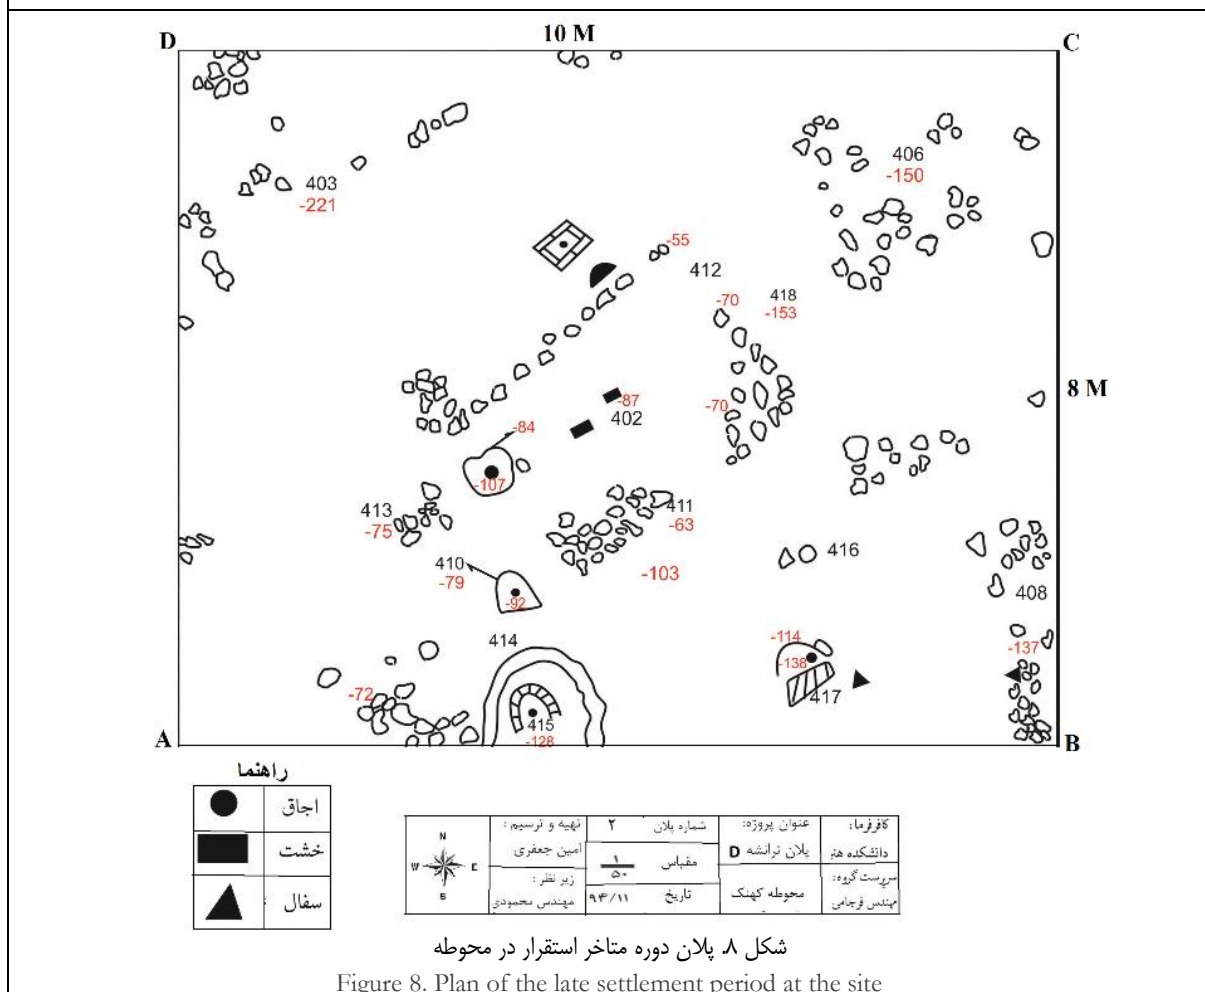 D 10 M C
406
-150
403
-221
-55
412
418
-70
-153
8 M
-87
-70
402
-84
-107
411
413
-63
-75
416
410
-103
-79
408
-92
-114
414
-137
-138
-72
417
415
A -128 B
راهنما
اجاق
خشت
سفال
N
W E
S
تهیه و ترسیم :
امین جعفری
زیر نظر :
مهندس محمودی
شماره پلان ۲
مقیاس ۱/۵۰
تاریخ ۹۴/۱۱
عنوان پروژه:
پلان ترانشه D
محوطه کهنک
کارفرما:
دانشکده هنر
سرپرست گروه:
مهندس فرجامی
شکل ۸. پلان دوره متاخر استقرار در محوطه
Figure 8. Plan of the late settlement period at the site